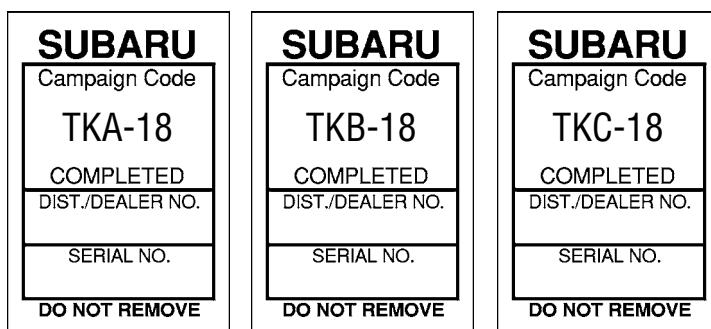 SUBARU
Campaign Code
TKA-18
COMPLETED
DIST./DEALER NO.
SERIAL NO.
DO NOT REMOVE
SUBARU
Campaign Code
TKB-18
COMPLETED
DIST./DEALER NO.
SERIAL NO.
DO NOT REMOVE
SUBARU
Campaign Code
TKC-18
COMPLETED
DIST./DEALER NO.
SERIAL NO.
DO NOT REMOVE